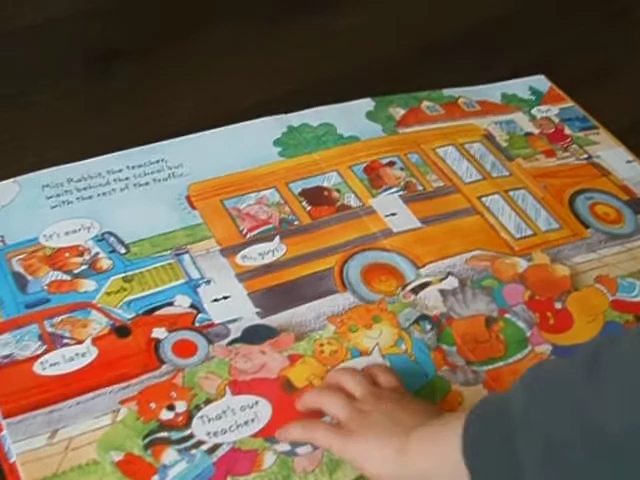 Miss Rabbit, the teacher,
waits behind the school bus
with the rest of the traffic.
It's early!
Hi, guys!
I'm late!
That's our
teacher!